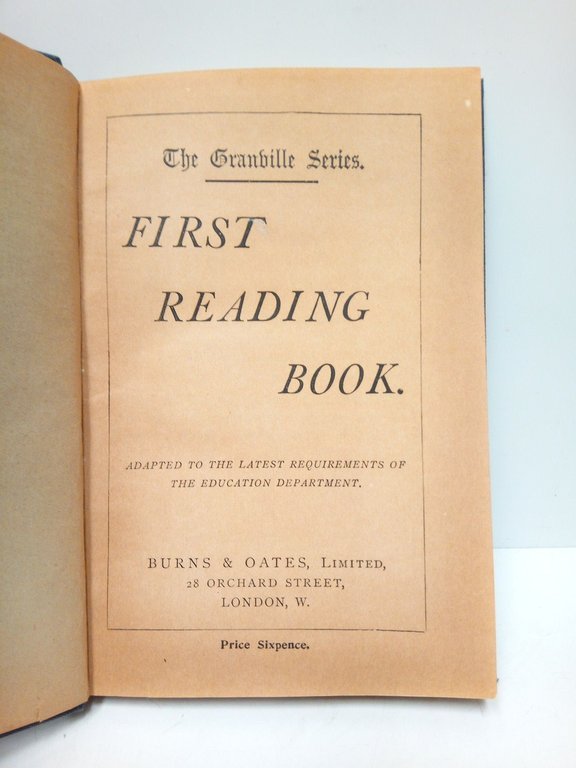 The Granville Series.
FIRST
READING
BOOK.
ADAPTED TO THE LATEST REQUIREMENTS OF
THE EDUCATION DEPARTMENT.
BURNS & OATES, LIMITED,
28 ORCHARD STREET,
LONDON, W.
Price Sixpence.